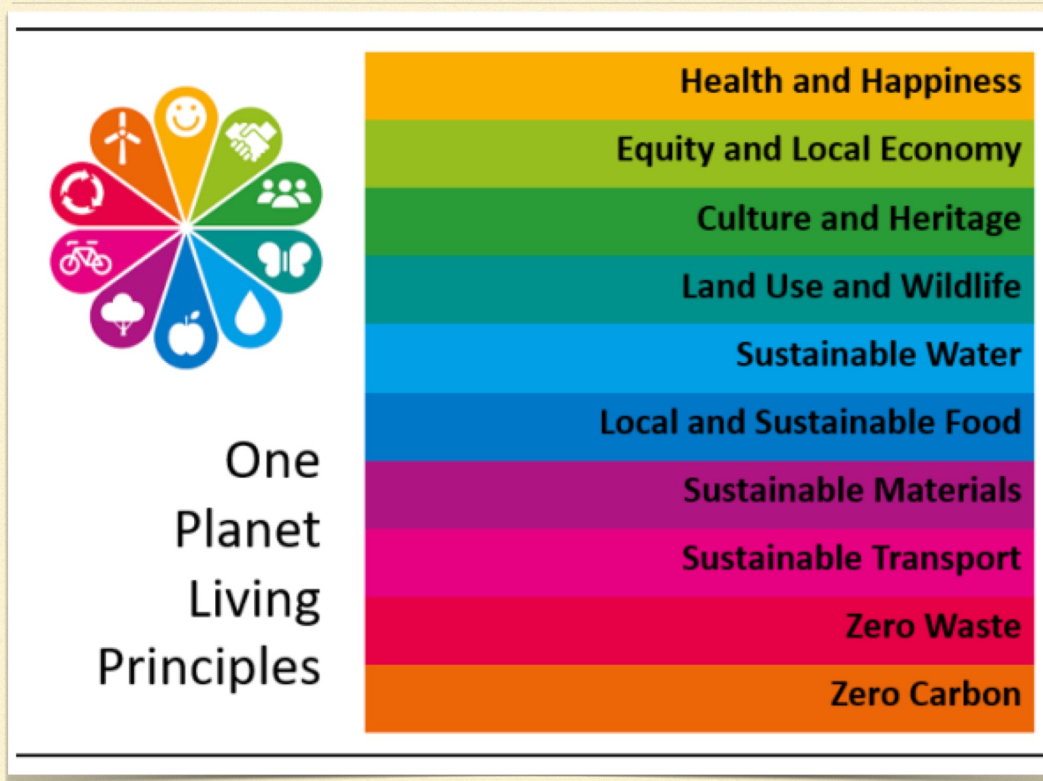 One
Planet
Living
Principles
Health and Happiness
Equity and Local Economy
Culture and Heritage
Land Use and Wildlife
Sustainable Water
Local and Sustainable Food
Sustainable Materials
Sustainable Transport
Zero Waste
Zero Carbon